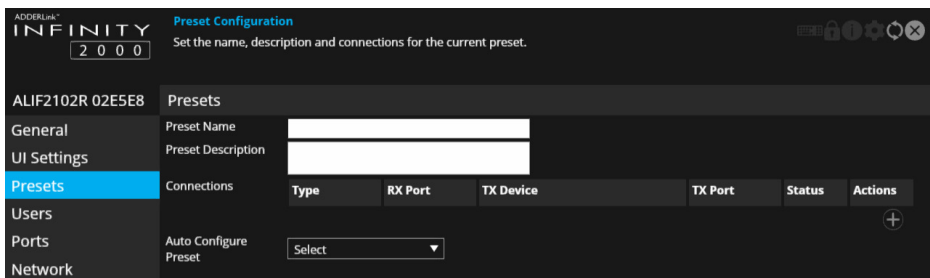 ADDERLink™
INFINITY
2000
Preset Configuration
Set the name, description and connections for the current preset.
ALIF2102R 02E5E8
Presets
General
UI Settings
Presets
Users
Ports
Network
Preset Name
Preset Description
Connections
Type RX Port TX Device TX Port Status Actions
Auto Configure
Preset
Select